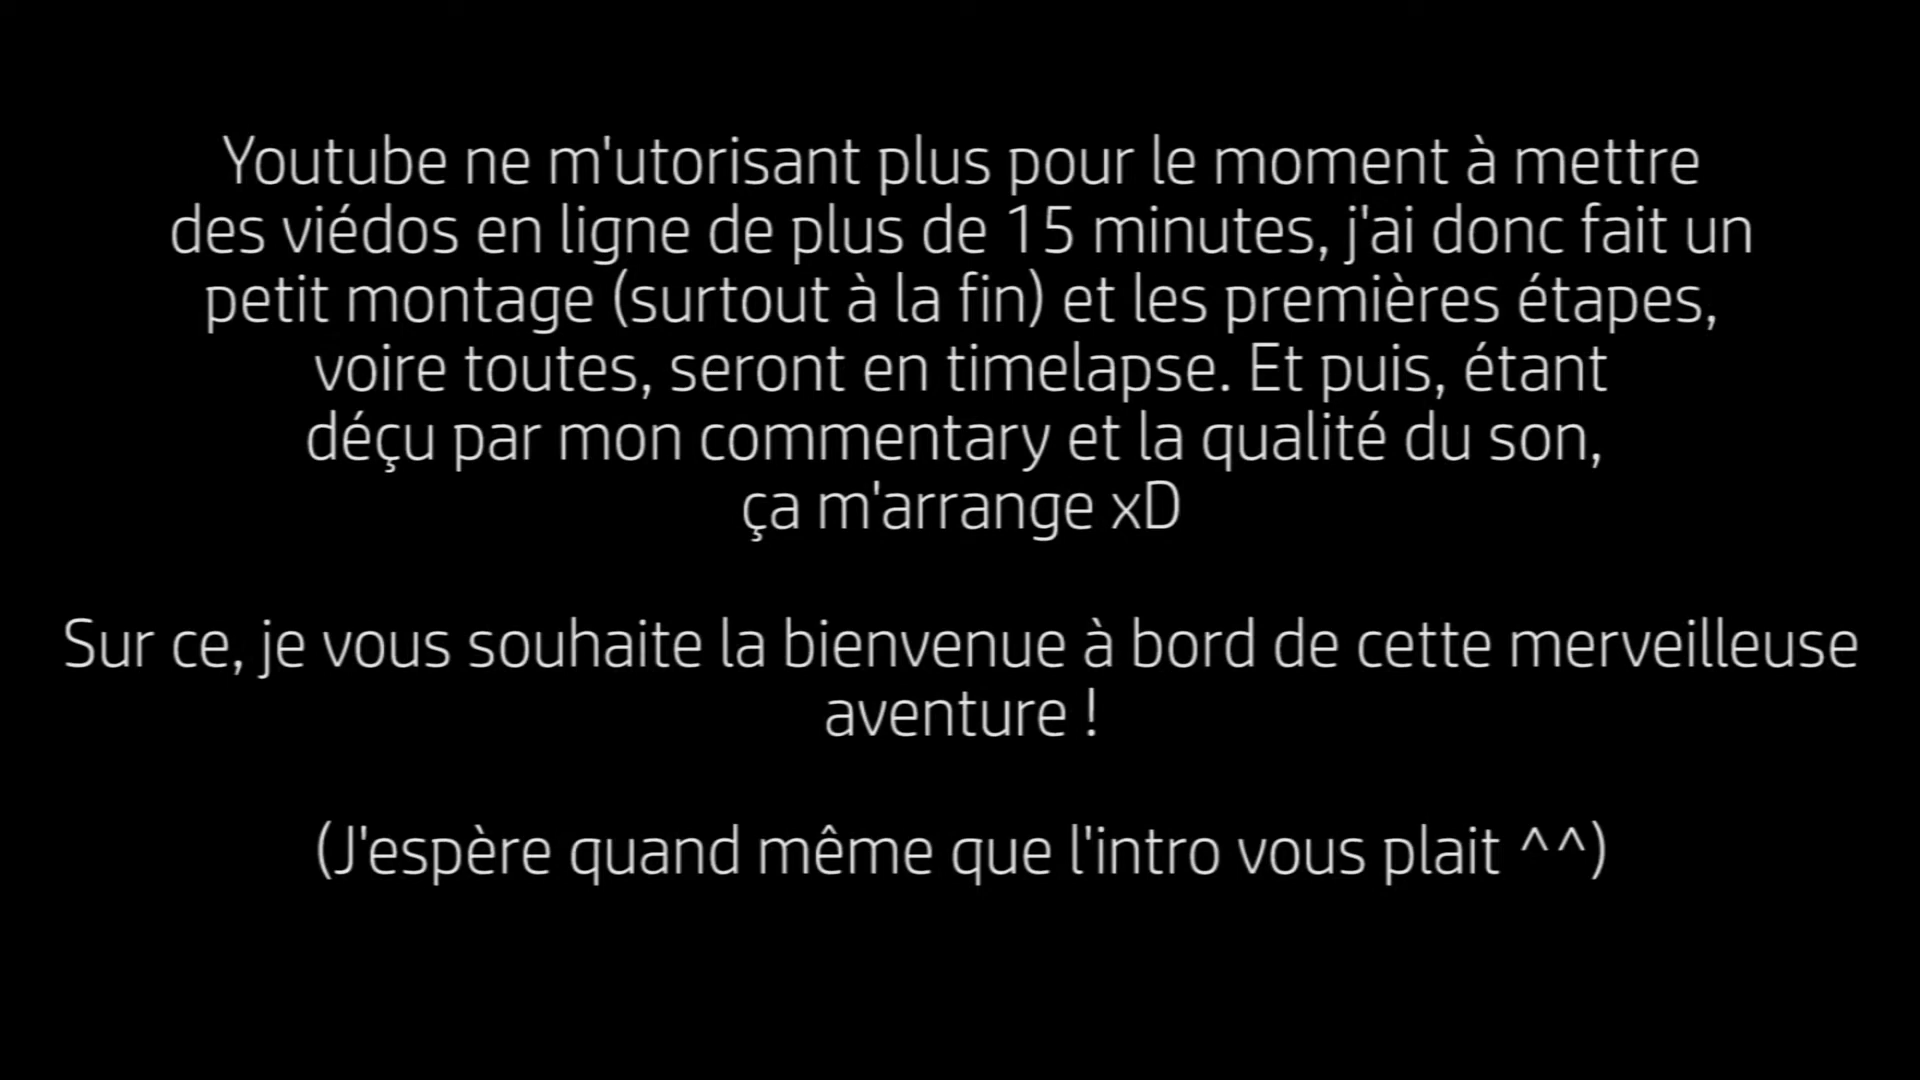 Youtube ne m'utorisant plus pour le moment à mettre
des viédos en ligne de plus de 15 minutes, j'ai donc fait un
petit montage (surtout à la fin) et les premières étapes,
voire toutes, seront en timelapse. Et puis, étant
déçu par mon commentary et la qualité du son,
ça m'arrange xD
Sur ce, je vous souhaite la bienvenue à bord de cette merveilleuse
aventure !
(J'espère quand même que l'intro vous plait ^^)